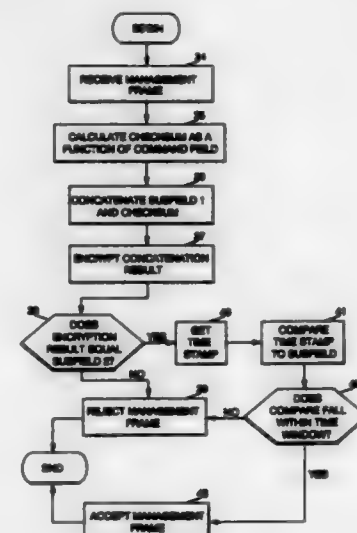 BEGIN
RECEIVE MANAGEMENT
FRAME
CALCULATE CHECKSUM AS A
FUNCTION OF COMMAND FIELD
CONCATENATE SUBFIELD 1
AND CHECKSUM
ENCRYPT CONCATENATION
RESULT
DOES
ENCRYPTION
RESULT EQUAL
SUBFIELD 2?
YES
GET
TIME
STAMP
COMPARE
TIME STAMP
TO SUBFIELD
NO
REJECT MANAGEMENT
FRAME
NO
DOES
COMPARE FALL
WITHIN TIME
WINDOW?
END
YES
ACCEPT MANAGEMENT
FRAME